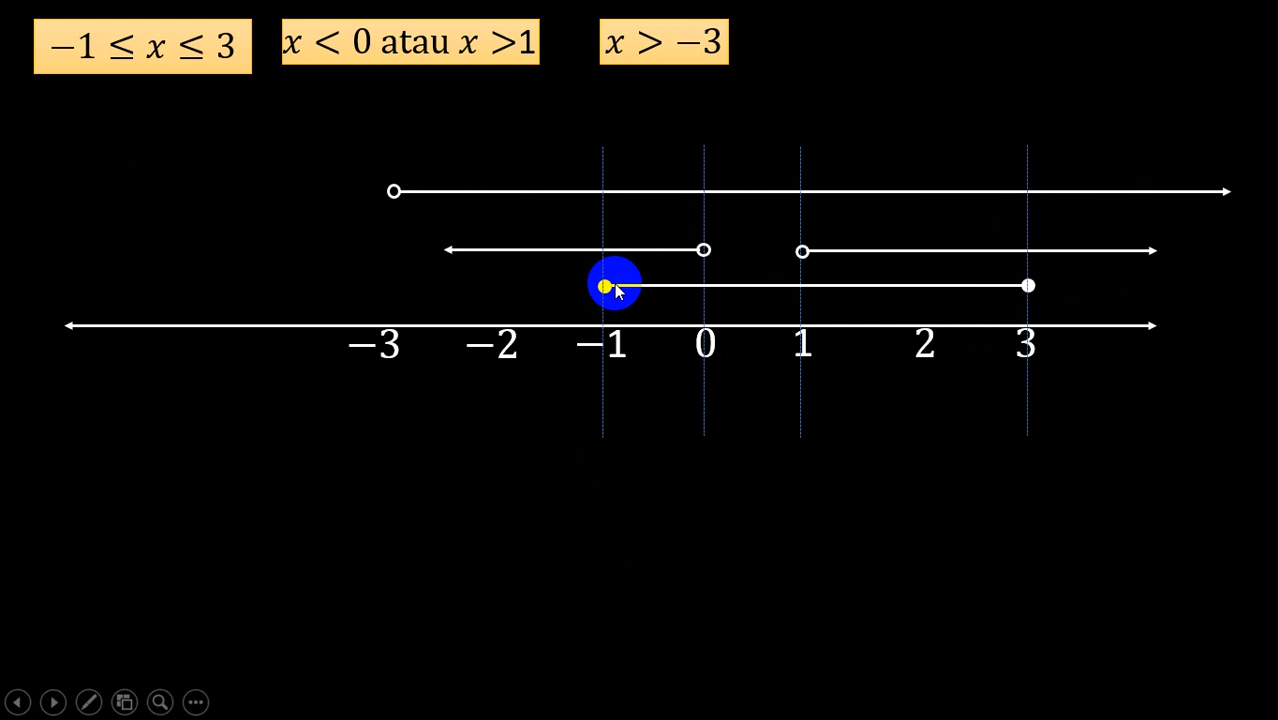 −1 ≤ x ≤ 3
x < 0 atau x >1
x > −3
−3 −2 −1 0 1 2 3